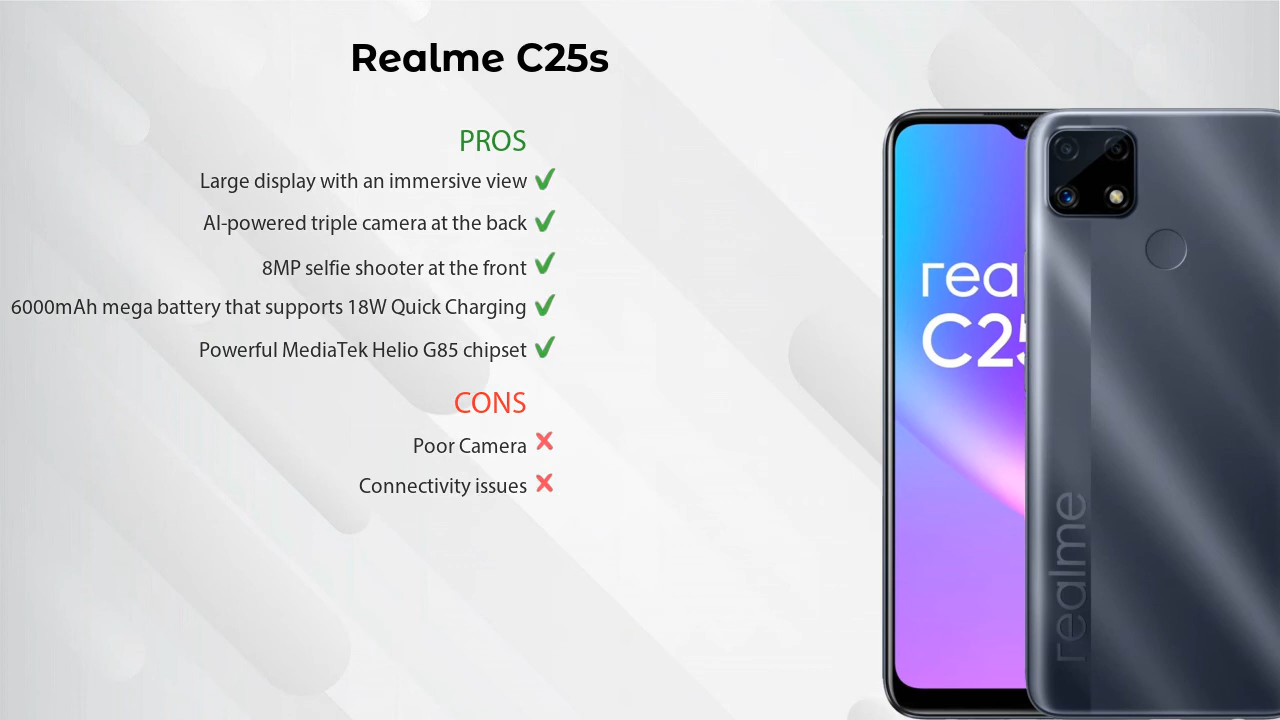 Realme C25s
PROS
Large display with an immersive view
AI-powered triple camera at the back
8MP selfie shooter at the front
6000mAh mega battery that supports 18W Quick Charging
Powerful MediaTek Helio G85 chipset
CONS
Poor Camera
Connectivity issues
rea
C25
realme